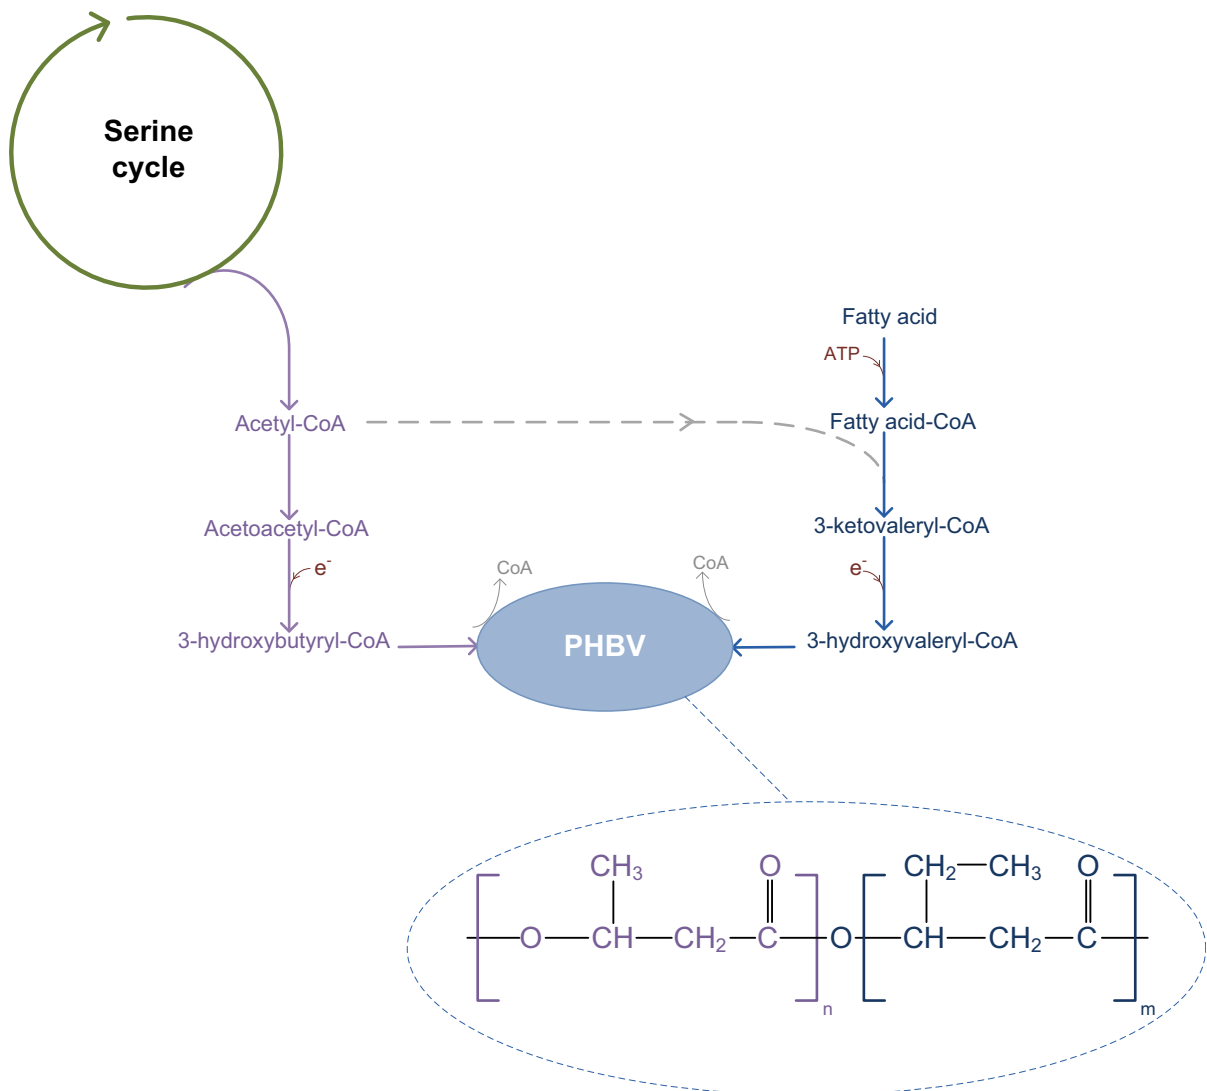 Serine
cycle
Fatty acid
ATP
Acetyl-CoA
Fatty acid-CoA
Acetoacetyl-CoA
3-ketovaleryl-CoA
e⁻
CoA
CoA
e⁻
3-hydroxybutyryl-CoA
PHBV
3-hydroxyvaleryl-CoA
CH₃ O CH₂—CH₃ O
O—CH—CH₂—C—O—CH—CH₂—C
n m